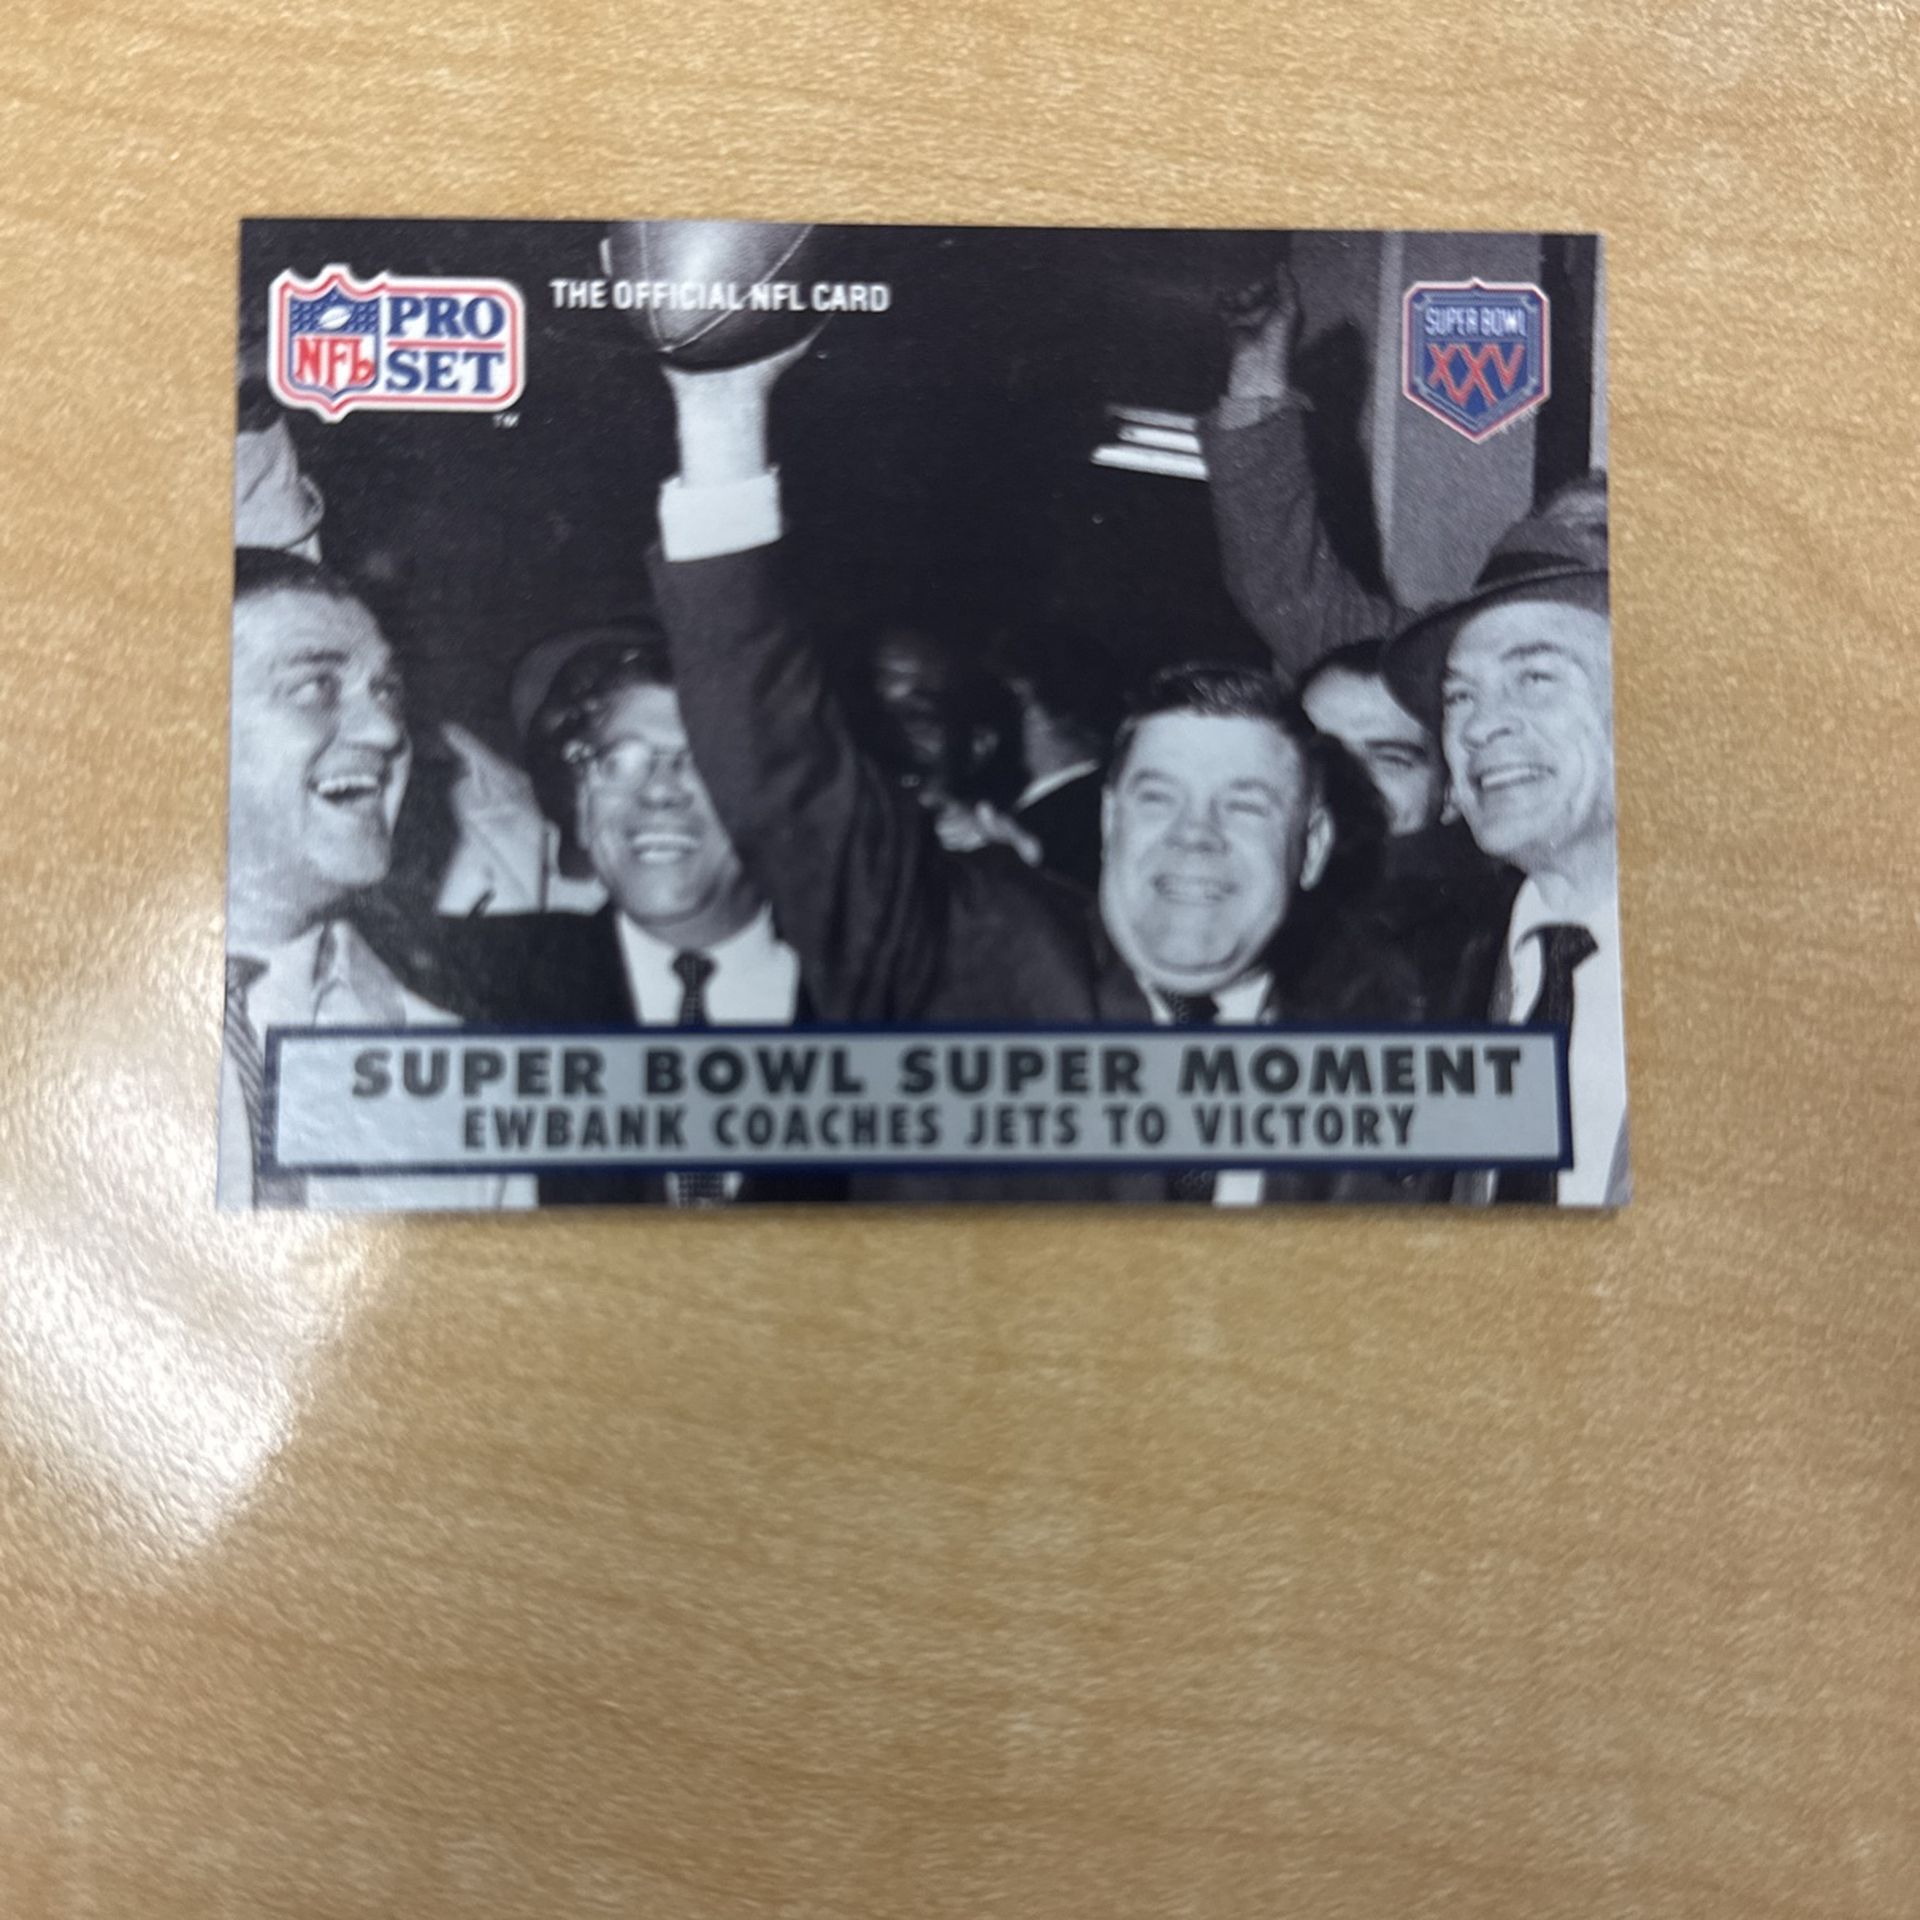 NFL PRO SET
™
THE OFFICIAL NFL CARD
SUPER BOWL
XXV
SUPER BOWL SUPER MOMENT
EWBANK COACHES JETS TO VICTORY